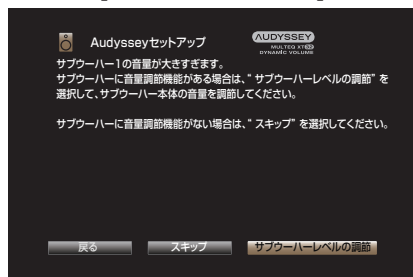 Audysseyセットアップ
AUDYSSEY
MULTEQ XT32
DYNAMIC VOLUME
サブウーハー1の音量が大きすぎます。
サブウーハーに音量調節機能がある場合は、“サブウーハーレベルの調節”を
選択して、サブウーハー本体の音量を調節してください。
サブウーハーに音量調節機能がない場合は、“スキップ”を選択してください。
戻る
スキップ
サブウーハーレベルの調節